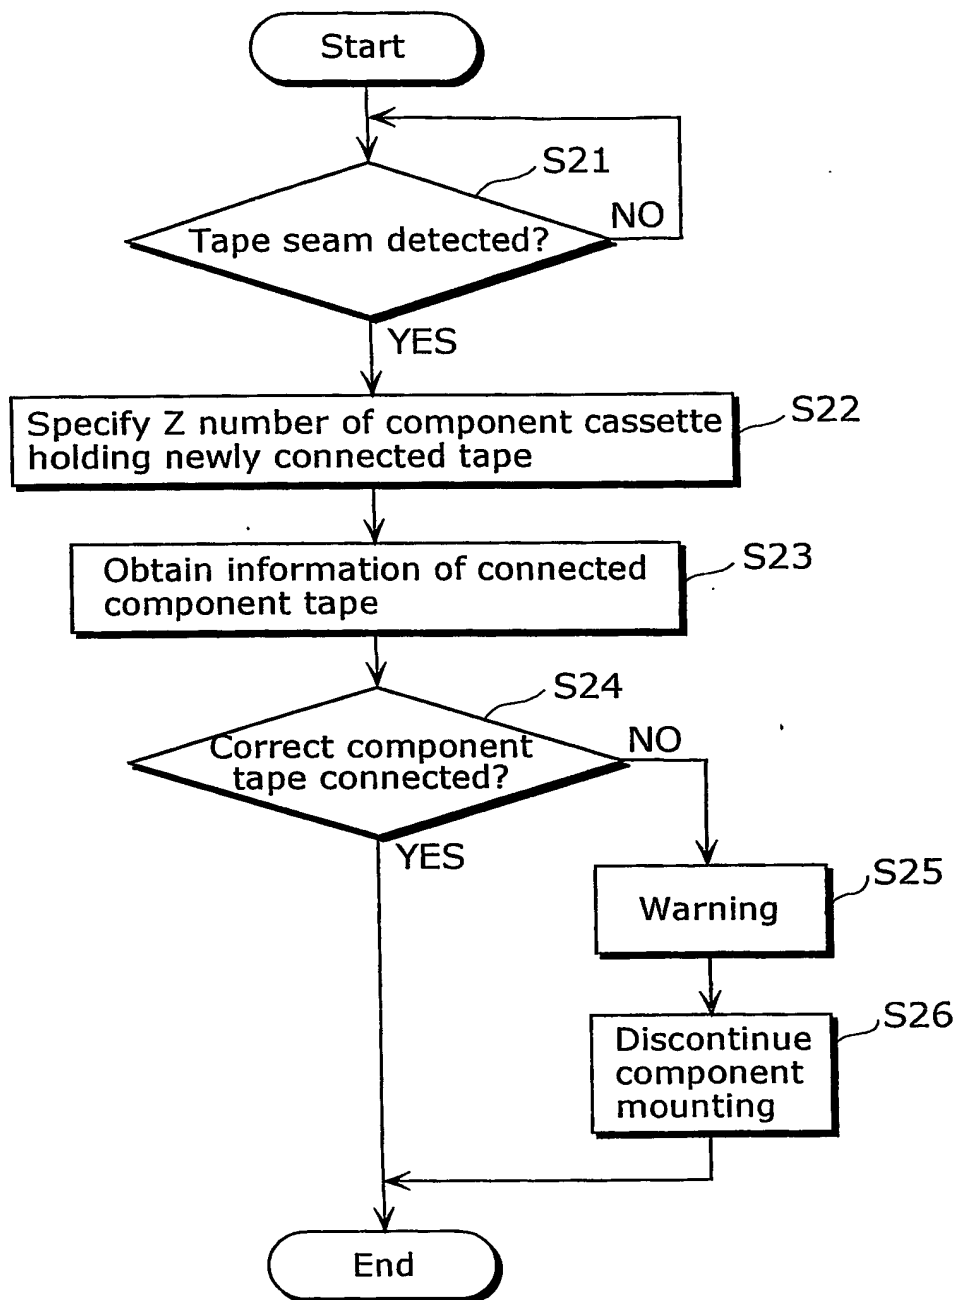 Start
S21
NO
Tape seam detected?
YES
S22
Specify Z number of component cassette
holding newly connected tape
S23
Obtain information of connected
component tape
S24
NO
Correct component
tape connected?
YES
S25
Warning
S26
Discontinue
component
mounting
End